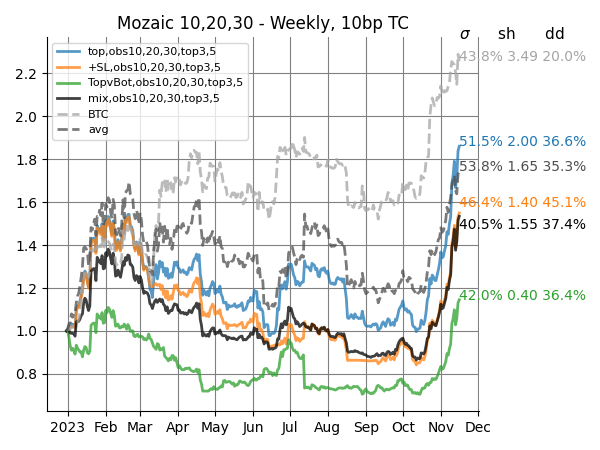 Mozaic 10,20,30 - Weekly, 10bp TC
σ sh dd
top,obs10,20,30,top3,5
+SL,obs10,20,30,top3,5
TopvBot,obs10,20,30,top3,5
mix,obs10,20,30,top3,5
BTC
avg
43.8% 3.49 20.0%
51.5% 2.00 36.6%
53.8% 1.65 35.3%
46.4% 1.40 45.1%
40.5% 1.55 37.4%
42.0% 0.40 36.4%
2.2
2.0
1.8
1.6
1.4
1.2
1.0
0.8
2023 Feb Mar Apr May Jun Jul Aug Sep Oct Nov Dec